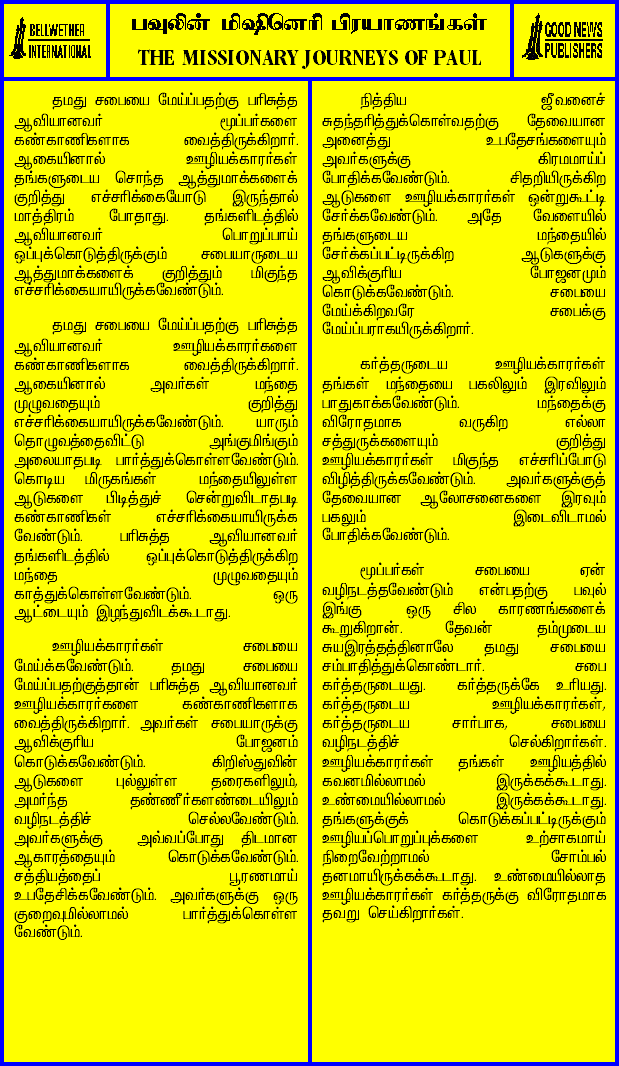 BELLWETHER
INTERNATIONAL
பவுலின் மிஷினெரி பிரயாணங்கள்
THE MISSIONARY JOURNEYS OF PAUL
GOOD NEWS
PUBLISHERS
தமது சபையை மேய்ப்பதற்கு பரிசுத்த
ஆவியானவர் மூப்பர்களை
கண்காணிகளாக வைத்திருக்கிறார்.
ஆகையினால் ஊழியக்காரர்கள்
தங்களுடைய சொந்த ஆத்துமாக்களைக்
குறித்து எச்சரிக்கையோடு இருந்தால்
மாத்திரம் போதாது. தங்களிடத்தில்
ஆவியானவர் பொறுப்பாய்
ஒப்புக்கொடுத்திருக்கும் சபையாருடைய
ஆத்துமாக்களைக் குறித்தும் மிகுந்த
எச்சரிக்கையாயிருக்கவேண்டும்.
தமது சபையை மேய்ப்பதற்கு பரிசுத்த
ஆவியானவர் ஊழியக்காரர்களை
கண்காணிகளாக வைத்திருக்கிறார்.
ஆகையினால் அவர்கள் மந்தை
முழுவதையும் குறித்து
எச்சரிக்கையாயிருக்கவேண்டும். யாரும்
தொழுவத்தைவிட்டு அங்குமிங்கும்
அலையாதபடி பார்த்துக்கொள்ளவேண்டும்.
கொடிய மிருகங்கள் மந்தையிலுள்ள
ஆடுகளை பிடித்துச் சென்றுவிடாதபடி
கண்காணிகள் எச்சரிக்கையாயிருக்க
வேண்டும். பரிசுத்த ஆவியானவர்
தங்களிடத்தில் ஒப்புக்கொடுத்திருக்கிற
மந்தை முழுவதையும்
காத்துக்கொள்ளவேண்டும். ஒரு
ஆட்டையும் இழந்துவிடக்கூடாது.
ஊழியக்காரர்கள் சபையை
மேய்க்கவேண்டும். தமது சபையை
மேய்ப்பதற்குத்தான் பரிசுத்த ஆவியானவர்
ஊழியக்காரர்களை கண்காணிகளாக
வைத்திருக்கிறார். அவர்கள் சபையாருக்கு
ஆவிக்குரிய போஜனம்
கொடுக்கவேண்டும். கிறிஸ்துவின்
ஆடுகளை புல்லுள்ள தரைகளிலும்,
அமர்ந்த தண்ணீர்களண்டையிலும்
வழிநடத்திச் செல்லவேண்டும்.
அவர்களுக்கு அவ்வப்போது திடமான
ஆகாரத்தையும் கொடுக்கவேண்டும்.
சத்தியத்தைப் பூரணமாய்
உபதேசிக்கவேண்டும். அவர்களுக்கு ஒரு
குறைவுமில்லாமல் பார்த்துக்கொள்ள
வேண்டும்.
நித்திய ஜீவனைச்
சுதந்தரித்துக்கொள்வதற்கு தேவையான
அனைத்து உபதேசங்களையும்
அவர்களுக்கு கிரமமாய்ப்
போதிக்கவேண்டும். சிதறியிருக்கிற
ஆடுகளை ஊழியக்காரர்கள் ஒன்றுகூட்டி
சேர்க்கவேண்டும். அதே வேளையில்
தங்களுடைய மந்தையில்
சேர்க்கப்பட்டிருக்கிற ஆடுகளுக்கு
ஆவிக்குரிய போஜனமும்
கொடுக்கவேண்டும். சபையை
மேய்க்கிறவரே சபைக்கு
மேய்ப்பராகயிருக்கிறார்.
கர்த்தருடைய ஊழியக்காரர்கள்
தங்கள் மந்தையை பகலிலும் இரவிலும்
பாதுகாக்கவேண்டும். மந்தைக்கு
விரோதமாக வருகிற எல்லா
சத்துருக்களையும் குறித்து
ஊழியக்காரர்கள் மிகுந்த எச்சரிப்போடு
விழித்திருக்கவேண்டும். அவர்களுக்குத்
தேவையான ஆலோசனைகளை இரவும்
பகலும் இடைவிடாமல்
போதிக்கவேண்டும்.
மூப்பர்கள் சபையை ஏன்
வழிநடத்தவேண்டும் என்பதற்கு பவுல்
இங்கு ஒரு சில காரணங்களைக்
கூறுகிறான். தேவன் தம்முடைய
சுயஇரத்தத்தினாலே தமது சபையை
சம்பாதித்துக்கொண்டார். சபை
கர்த்தருடையது. கர்த்தருக்கே உரியது.
கர்த்தருடைய ஊழியக்காரர்கள்,
கர்த்தருடைய சார்பாக, சபையை
வழிநடத்திச் செல்கிறார்கள்.
ஊழியக்காரர்கள் தங்கள் ஊழியத்தில்
கவனமில்லாமல் இருக்கக்கூடாது.
உண்மையில்லாமல் இருக்கக்கூடாது.
தங்களுக்குக் கொடுக்கப்பட்டிருக்கும்
ஊழியப்பொறுப்புக்களை உற்சாகமாய்
நிறைவேற்றாமல் சோம்பல்
தனமாயிருக்கக்கூடாது. உண்மையில்லாத
ஊழியக்காரர்கள் கர்த்தருக்கு விரோதமாக
தவறு செய்கிறார்கள்.